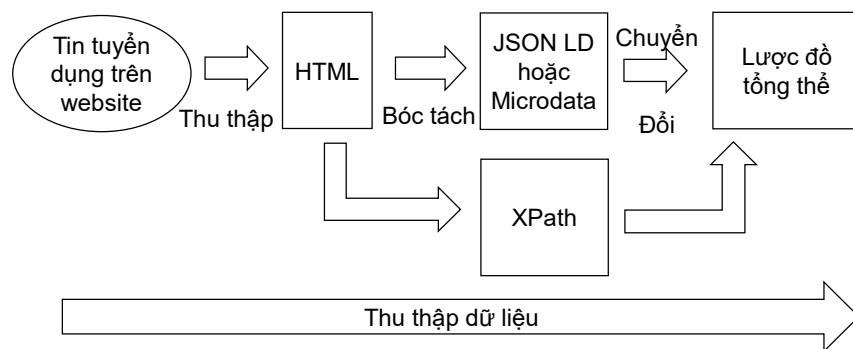 Tin tuyển
dụng trên
website
Thu thập
HTML
Bóc tách
JSON LD
hoặc
Microdata
Chuyển
Đổi
Lược đồ
tổng thể
XPath
Thu thập dữ liệu